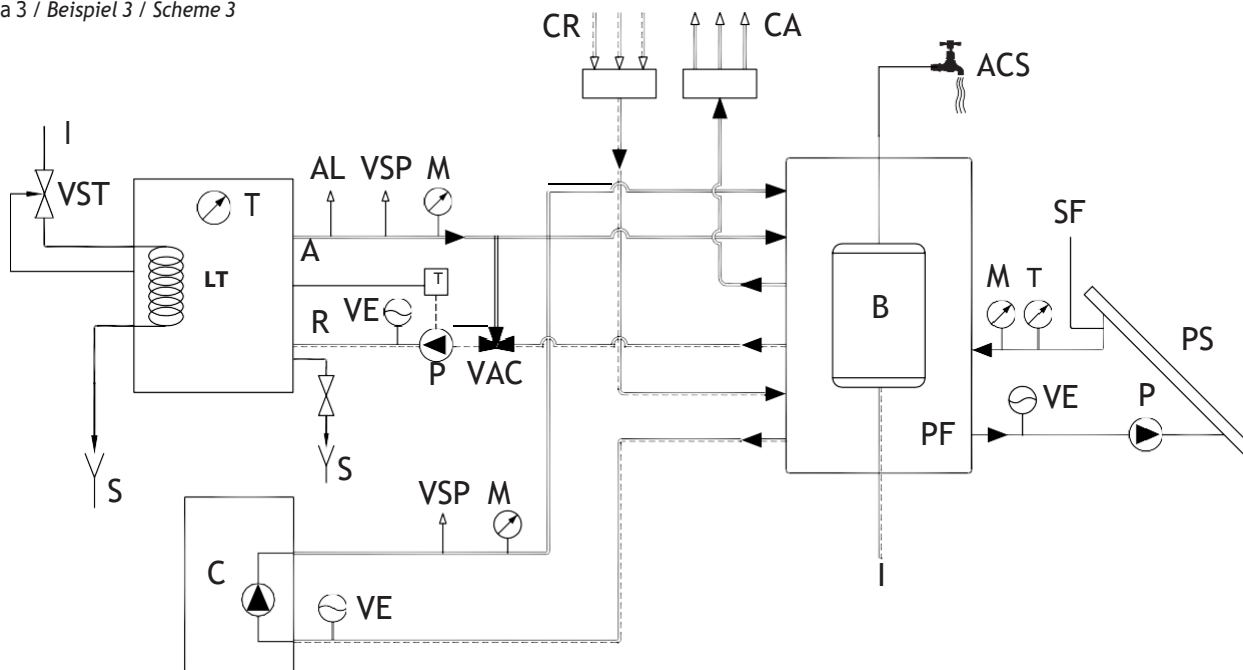 a 3 / Beispiel 3 / Scheme 3
CR
CA
ACS
I
VST
T
AL
VSP
M
SF
A
LT
T
M
T
B
PS
R
VE
P
VAC
VE
P
PF
S
S
VSP
M
C
VE
I